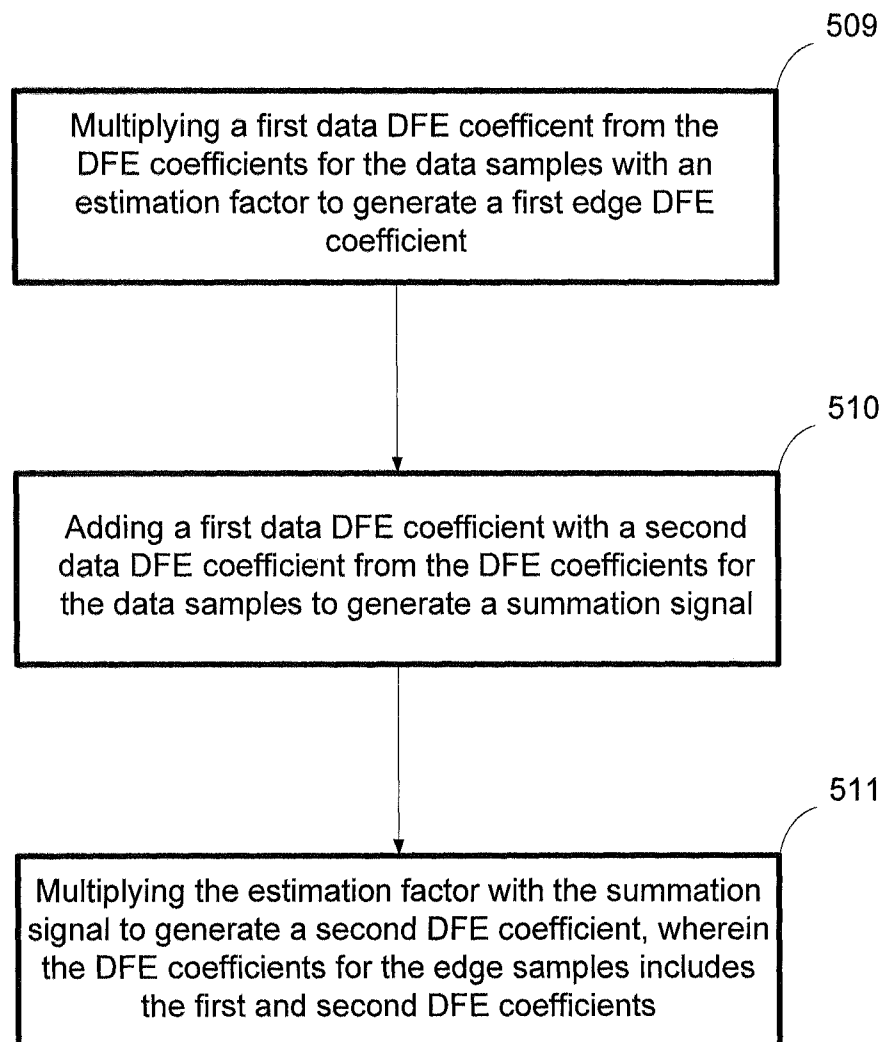 509
Multiplying a first data DFE coefficent from the
DFE coefficients for the data samples with an
estimation factor to generate a first edge DFE
coefficient
510
Adding a first data DFE coefficient with a second
data DFE coefficient from the DFE coefficients for
the data samples to generate a summation signal
511
Multiplying the estimation factor with the summation
signal to generate a second DFE coefficient, wherein
the DFE coefficients for the edge samples includes
the first and second DFE coefficients